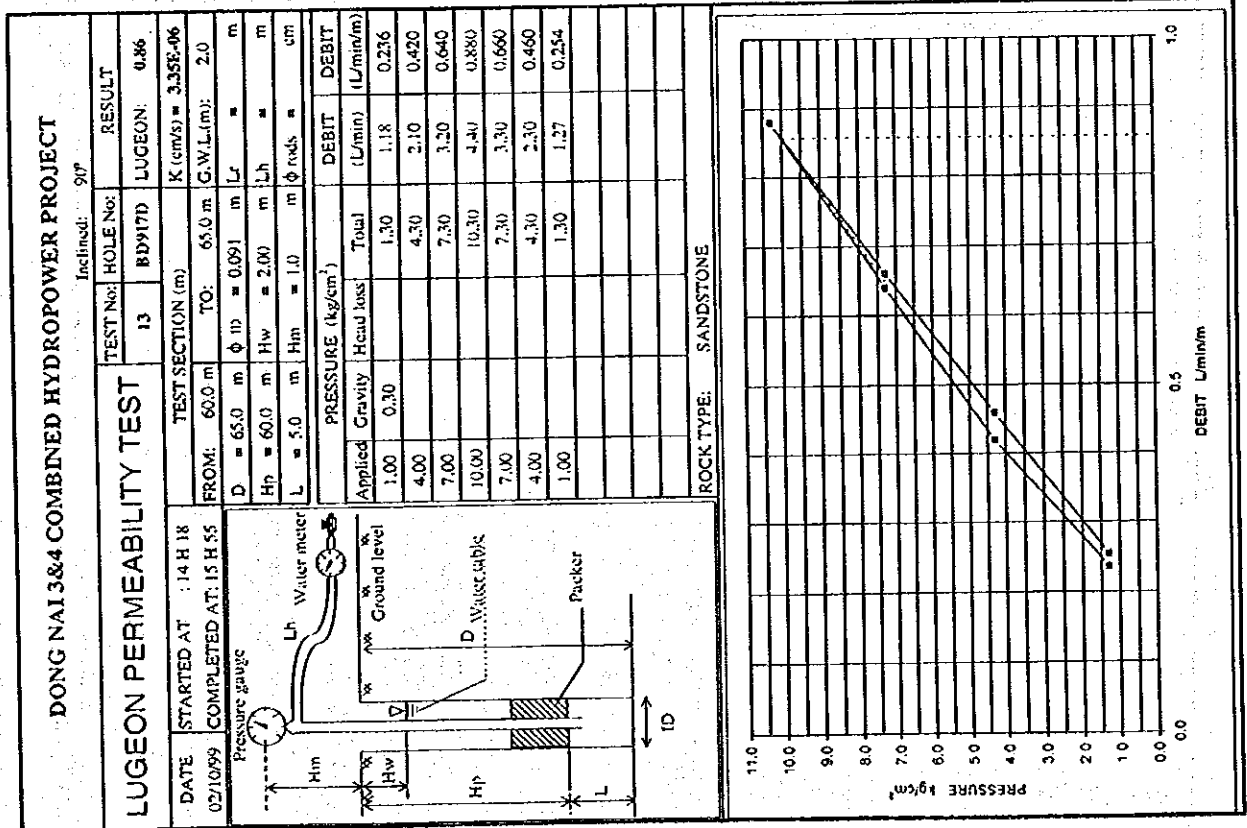 DONG NAI 3&4 COMBINED HYDROPOWER PROJECT
Inclined: 90°
LUGEON PERMEABILITY TEST
TEST No: HOLE No: RESULT
13 BD917D LUGEON: 0.86
DATE STARTED AT : 14 H 18
02/10/99 COMPLETED AT: 15 H 55
TEST SECTION (m) K (cm/s) = 3.35E-06
FROM: 60.0 m TO: 65.0 m G.W.L.(m): 2.0
D = 65.0 m ϕ ID = 0.091 m Lr = m
Hp = 60.0 m Hw = 2.00 m Lh = m
L = 5.0 m Hm = 1.0 m ϕ rods = cm
Pressure gauge
Lh
Water meter
Ground level
D
Water table
Packer
Hm
Hw
Hp
L
ID
PRESSURE (kg/cm²) DEBIT DEBIT
Applied Gravity Head loss Total (L/min) (L/min/m)
1.00 0.30 1.30 1.18 0.236
4.00 4.30 2.10 0.420
7.00 7.30 3.20 0.640
10.00 10.30 4.40 0.880
7.00 7.30 3.30 0.660
4.00 4.30 2.30 0.460
1.00 1.30 1.27 0.254
ROCK TYPE: SANDSTONE
PRESSURE kg/cm²
11.0
10.0
9.0
8.0
7.0
6.0
5.0
4.0
3.0
2.0
1.0
0.0
0.0 0.5 1.0
DEBIT L/min/m